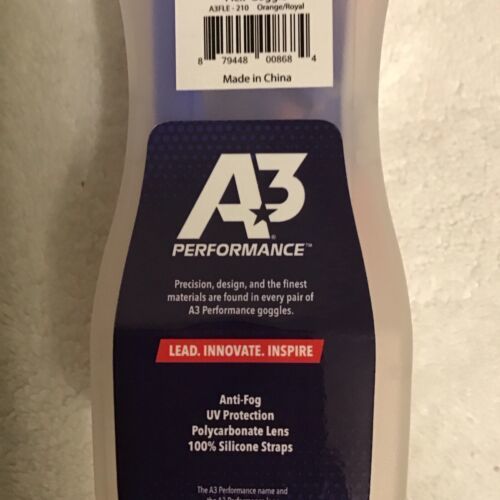 A3FLE - 210 Orange/Royal
8 79448 00868 4
Made in China
A3
PERFORMANCE™
Precision, design, and the finest
materials are found in every pair of
A3 Performance goggles.
LEAD. INNOVATE. INSPIRE
Anti-Fog
UV Protection
Polycarbonate Lens
100% Silicone Straps
The A3 Performance name and